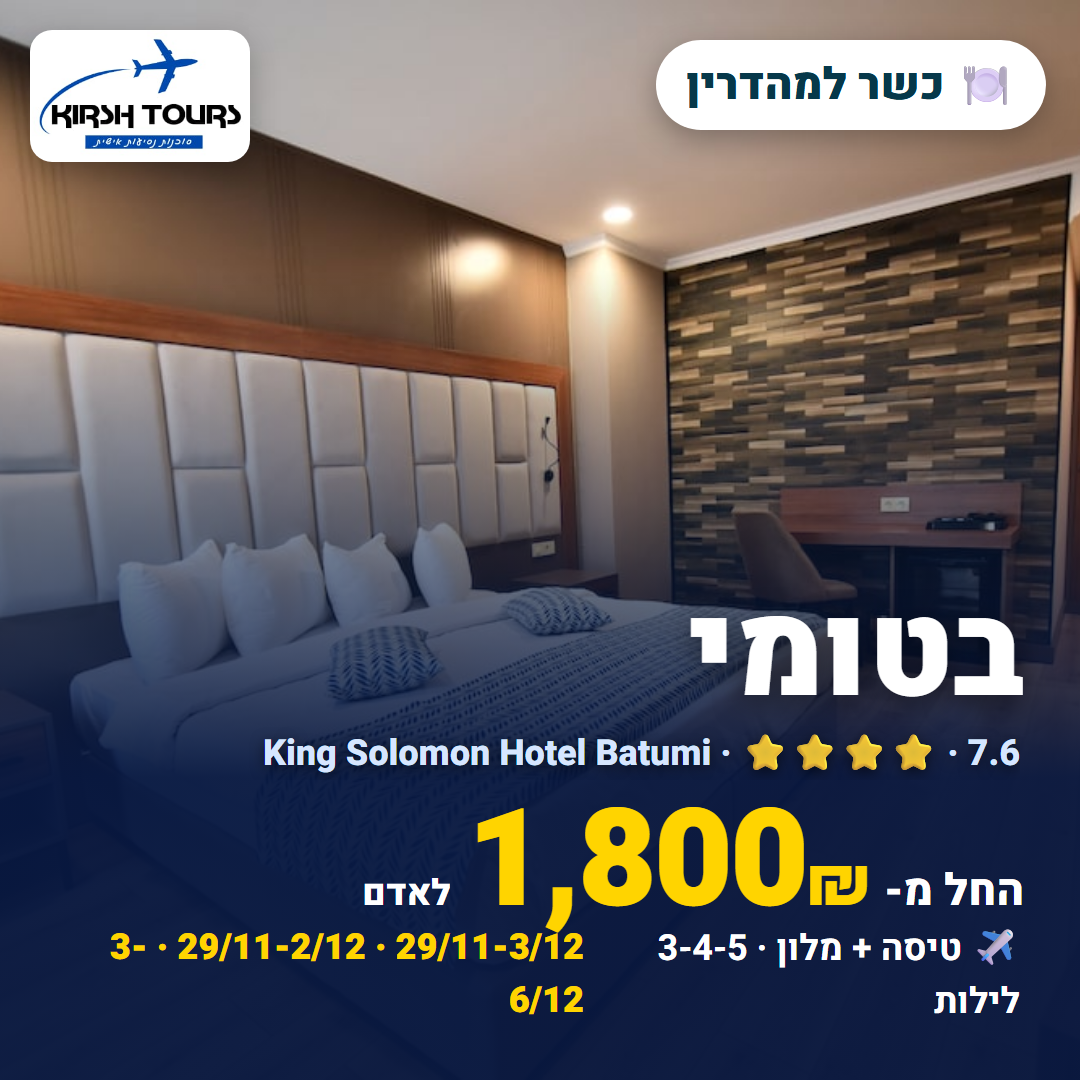 KIRSH TOURS
סוכנות נסיעות אישית
כשר למהדרין
בטומי
King Solomon Hotel Batumi · ⭐⭐⭐⭐ · 7.6
החל מ- ₪1,800 לאדם
✈️ טיסה + מלון · 3-4-5
לילות
29/11-3/12 · 29/11-2/12 · 3-
6/12